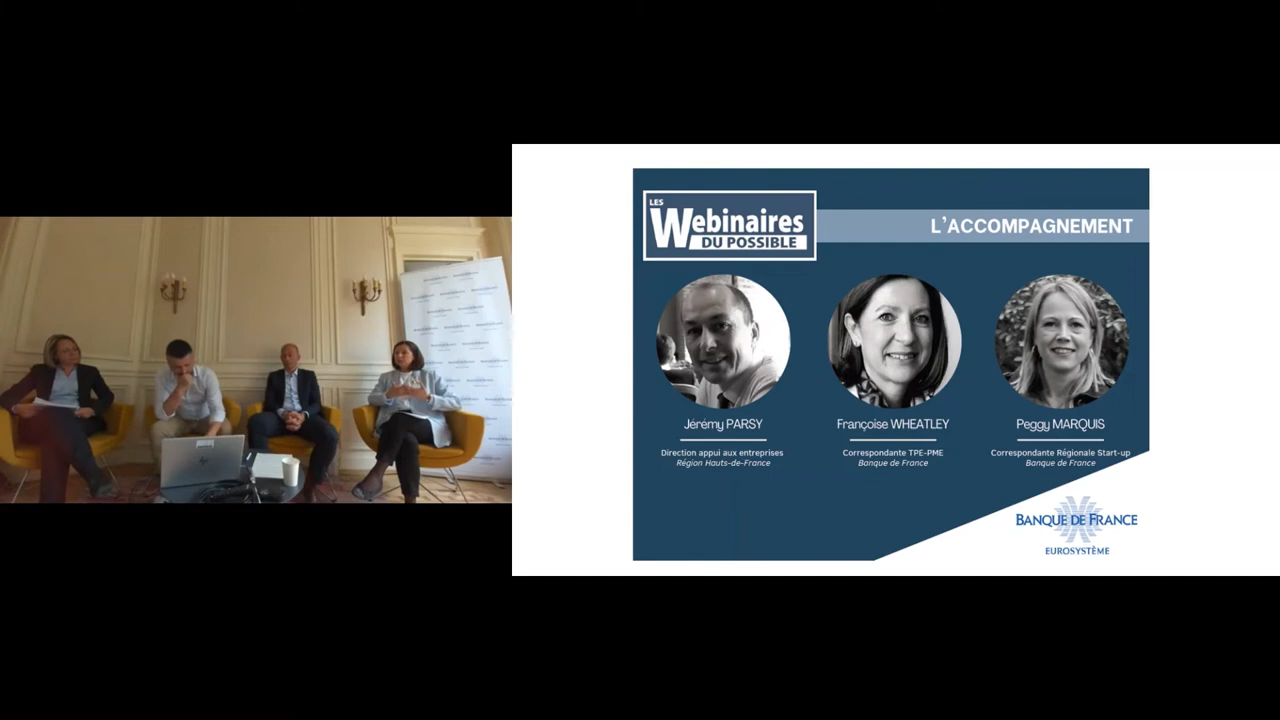 LES
Webinaires
DU POSSIBLE
L'ACCOMPAGNEMENT
Jérémy PARSY
Direction appui aux entreprises
Région Hauts-de-France
Françoise WHEATLEY
Correspondante TPE-PME
Banque de France
Peggy MARQUIS
Correspondante Régionale Start-up
Banque de France
BANQUE DE FRANCE
EUROSYSTÈME